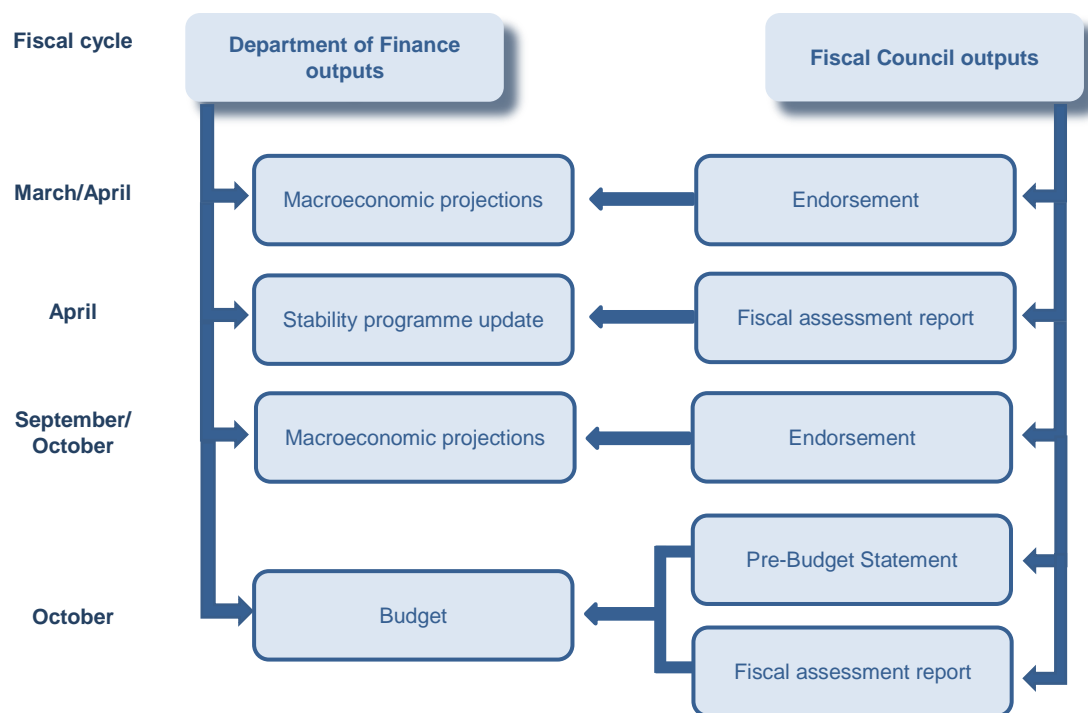 Fiscal cycle
Department of Finance
outputs
Fiscal Council outputs
March/April
Macroeconomic projections
Endorsement
April
Stability programme update
Fiscal assessment report
September/
October
Macroeconomic projections
Endorsement
Pre-Budget Statement
October
Budget
Fiscal assessment report